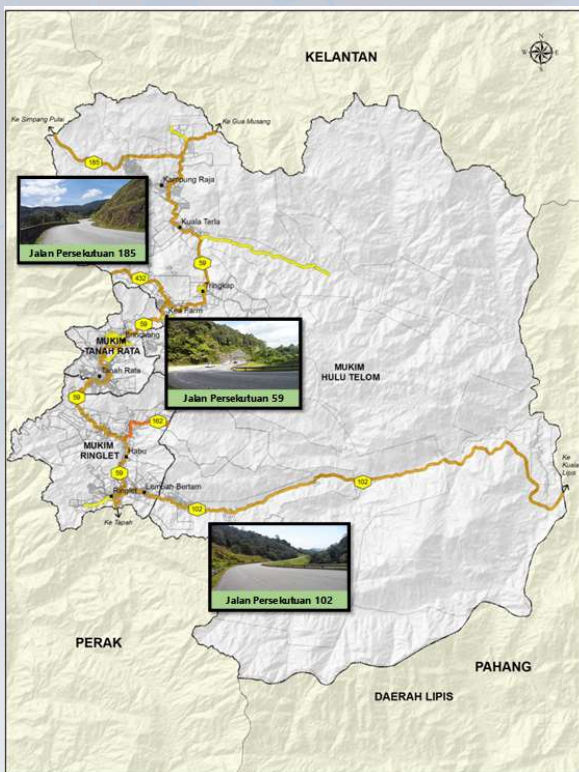 KELANTAN
N
W
E
S
Ke Simpang Pulai
Ke Gua Musang
185
Kampung Raja
Kuala Terla
Jalan Persekutuan 185
59
432
Tringkap
Kea Farm
59
Brinchang
MUKIM
TANAH RATA
Tanah Rata
Jalan Persekutuan 59
MUKIM
HULU TELOM
59
162
MUKIM
RINGLET
Habu
59
Ringlet
Lembah Bertam
102
102
Ke
Kuala
Lipis
Ke Tapah
Jalan Persekutuan 102
PERAK
PAHANG
DAERAH LIPIS